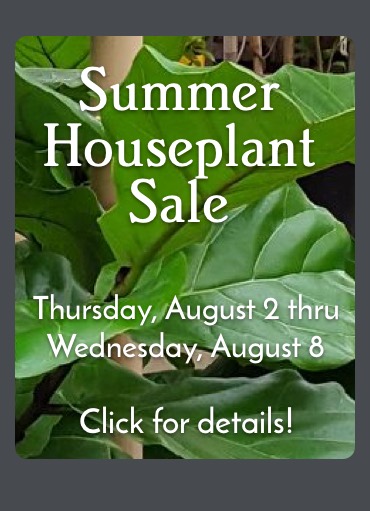 Summer
Houseplant
Sale
Thursday, August 2 thru
Wednesday, August 8
Click for details!